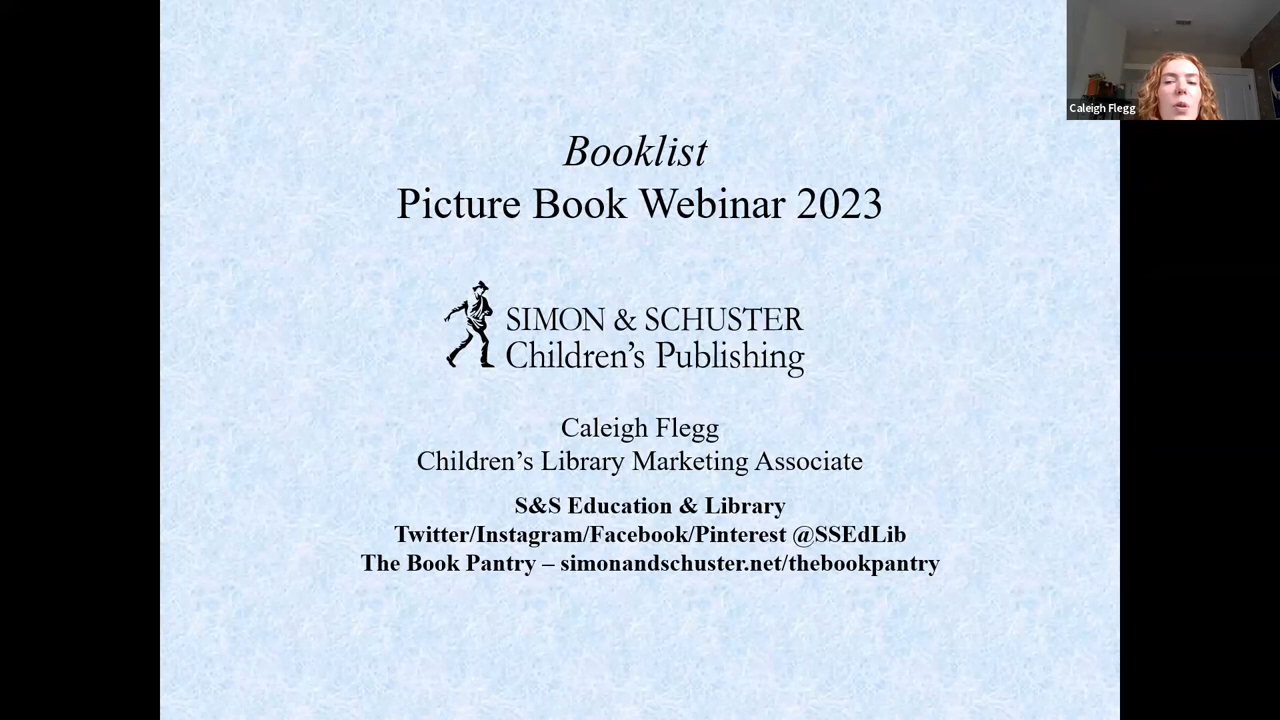 Booklist
Picture Book Webinar 2023
SIMON & SCHUSTER
Children’s Publishing
Caleigh Flegg
Children’s Library Marketing Associate
S&S Education & Library
Twitter/Instagram/Facebook/Pinterest @SSEdLib
The Book Pantry – simonandschuster.net/thebookpantry
Caleigh Flegg